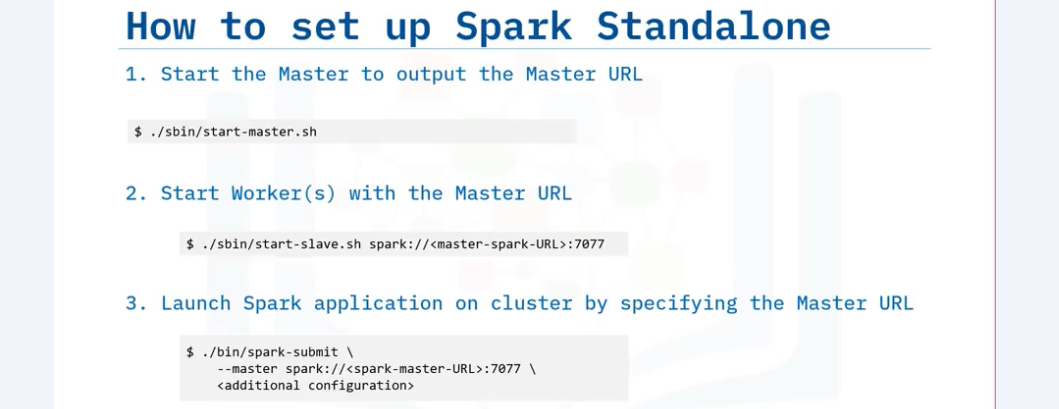 How to set up Spark Standalone
1. Start the Master to output the Master URL
$ ./sbin/start-master.sh
2. Start Worker(s) with the Master URL
$ ./sbin/start-slave.sh spark://<master-spark-URL>:7077
3. Launch Spark application on cluster by specifying the Master URL
$ ./bin/spark-submit \
--master spark://<spark-master-URL>:7077 \
<additional configuration>